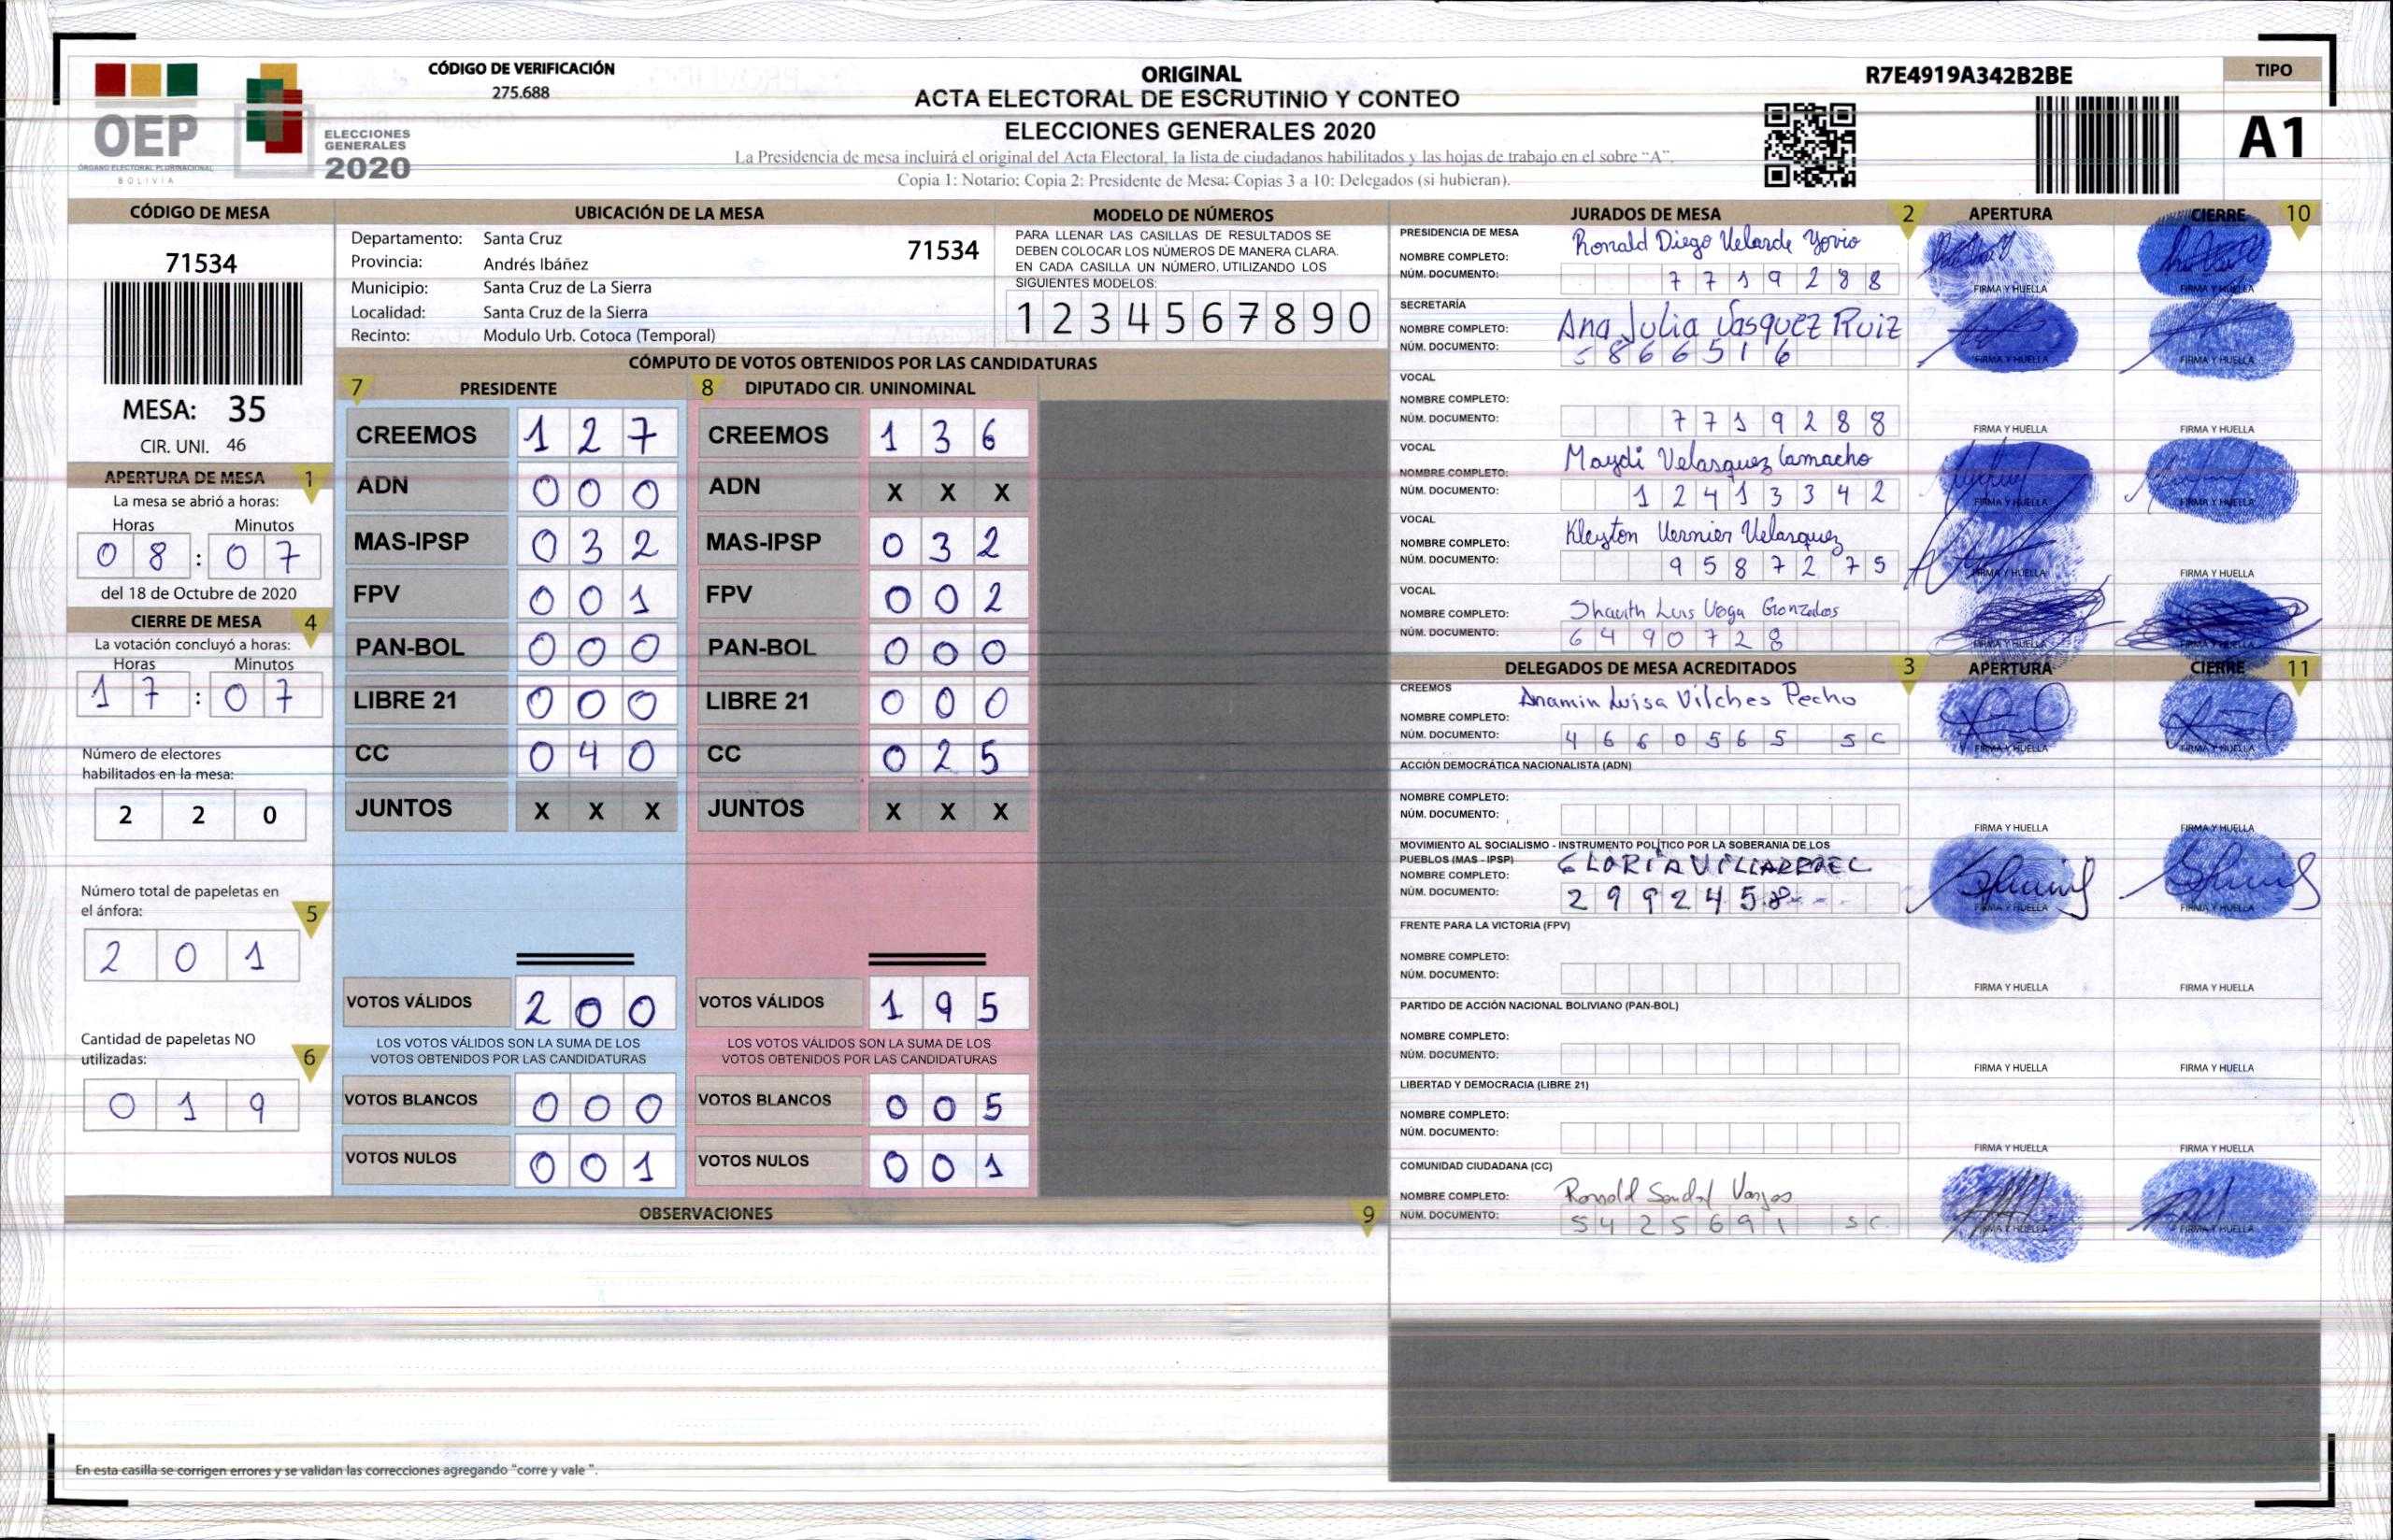 OEP
ÓRGANO ELECTORAL PLURINACIONAL
BOLIVIA
ELECCIONES
GENERALES
2020
CÓDIGO DE VERIFICACIÓN
275.688
ORIGINAL
ACTA ELECTORAL DE ESCRUTINIO Y CONTEO
ELECCIONES GENERALES 2020
La Presidencia de mesa incluirá el original del Acta Electoral, la lista de ciudadanos habilitados y las hojas de trabajo en el sobre "A".
Copia 1: Notario; Copia 2: Presidente de Mesa; Copias 3 a 10: Delegados (si hubieran).
R7E4919A342B2BE
TIPO
A1
CÓDIGO DE MESA
71534
MESA: 35
CIR. UNI. 46
APERTURA DE MESA 1
La mesa se abrió a horas:
Horas Minutos
0 8 : 0 7
del 18 de Octubre de 2020
CIERRE DE MESA 4
La votación concluyó a horas:
Horas Minutos
1 7 : 0 7
Número de electores
habilitados en la mesa:
2 2 0
Número total de papeletas en
el ánfora: 5
2 0 1
Cantidad de papeletas NO
utilizadas: 6
0 1 9
UBICACIÓN DE LA MESA
Departamento: Santa Cruz 71534
Provincia: Andrés Ibáñez
Municipio: Santa Cruz de La Sierra
Localidad: Santa Cruz de la Sierra
Recinto: Modulo Urb. Cotoca (Temporal)
MODELO DE NÚMEROS
PARA LLENAR LAS CASILLAS DE RESULTADOS SE
DEBEN COLOCAR LOS NÚMEROS DE MANERA CLARA.
EN CADA CASILLA UN NÚMERO, UTILIZANDO LOS
SIGUIENTES MODELOS:
1 2 3 4 5 6 7 8 9 0
CÓMPUTO DE VOTOS OBTENIDOS POR LAS CANDIDATURAS
7 PRESIDENTE 8 DIPUTADO CIR. UNINOMINAL
CREEMOS 1 2 7 CREEMOS 1 3 6
ADN 0 0 0 ADN X X X
MAS-IPSP 0 3 2 MAS-IPSP 0 3 2
FPV 0 0 1 FPV 0 0 2
PAN-BOL 0 0 0 PAN-BOL 0 0 0
LIBRE 21 0 0 0 LIBRE 21 0 0 0
CC 0 4 0 CC 0 2 5
JUNTOS X X X JUNTOS X X X
VOTOS VÁLIDOS 2 0 0 VOTOS VÁLIDOS 1 9 5
LOS VOTOS VÁLIDOS SON LA SUMA DE LOS LOS VOTOS VÁLIDOS SON LA SUMA DE LOS
VOTOS OBTENIDOS POR LAS CANDIDATURAS VOTOS OBTENIDOS POR LAS CANDIDATURAS
VOTOS BLANCOS 0 0 0 VOTOS BLANCOS 0 0 5
VOTOS NULOS 0 0 1 VOTOS NULOS 0 0 1
OBSERVACIONES 9
En esta casilla se corrigen errores y se validan las correcciones agregando "corre y vale ".
JURADOS DE MESA 2 APERTURA CIERRE 10
PRESIDENCIA DE MESA
NOMBRE COMPLETO: Ronald Diego Velarde Yovio
NÚM. DOCUMENTO: 7 7 1 9 2 8 8 FIRMA Y HUELLA FIRMA Y HUELLA
SECRETARÍA
NOMBRE COMPLETO: Ana Julia Vasquez Ruiz
NÚM. DOCUMENTO: 5 8 6 6 5 1 6 FIRMA Y HUELLA FIRMA Y HUELLA
VOCAL
NOMBRE COMPLETO:
NÚM. DOCUMENTO: 7 7 1 9 2 8 8 FIRMA Y HUELLA FIRMA Y HUELLA
VOCAL
NOMBRE COMPLETO: Maydi Velasquez Camacho
NÚM. DOCUMENTO: 1 2 4 1 3 3 4 2 FIRMA Y HUELLA FIRMA Y HUELLA
VOCAL
NOMBRE COMPLETO: Kleyton Vernier Velasquez
NÚM. DOCUMENTO: 9 5 8 7 2 7 5 FIRMA Y HUELLA FIRMA Y HUELLA
VOCAL
NOMBRE COMPLETO: Luis Vega
NÚM. DOCUMENTO: 6 4 9 0 7 2 8 FIRMA Y HUELLA FIRMA Y HUELLA
DELEGADOS DE MESA ACREDITADOS 3 APERTURA CIERRE 11
CREEMOS
NOMBRE COMPLETO: Anamin Luisa Vilches Pecho
NÚM. DOCUMENTO: 4 6 6 0 5 6 5 S C FIRMA Y HUELLA FIRMA Y HUELLA
ACCIÓN DEMOCRÁTICA NACIONALISTA (ADN)
NOMBRE COMPLETO:
NÚM. DOCUMENTO: FIRMA Y HUELLA FIRMA Y HUELLA
MOVIMIENTO AL SOCIALISMO - INSTRUMENTO POLÍTICO POR LA SOBERANIA DE LOS
PUEBLOS (MAS - IPSP)
NOMBRE COMPLETO: GLORIA VILLARROEL
NÚM. DOCUMENTO: 2 9 9 2 4 5 8 - - - FIRMA Y HUELLA FIRMA Y HUELLA
FRENTE PARA LA VICTORIA (FPV)
NOMBRE COMPLETO:
NÚM. DOCUMENTO: FIRMA Y HUELLA FIRMA Y HUELLA
PARTIDO DE ACCIÓN NACIONAL BOLIVIANO (PAN-BOL)
NOMBRE COMPLETO:
NÚM. DOCUMENTO: FIRMA Y HUELLA FIRMA Y HUELLA
LIBERTAD Y DEMOCRACIA (LIBRE 21)
NOMBRE COMPLETO:
NÚM. DOCUMENTO: FIRMA Y HUELLA FIRMA Y HUELLA
COMUNIDAD CIUDADANA (CC)
NOMBRE COMPLETO: Ronald
NÚM. DOCUMENTO: 5 4 2 5 6 9 1 S C FIRMA Y HUELLA FIRMA Y HUELLA